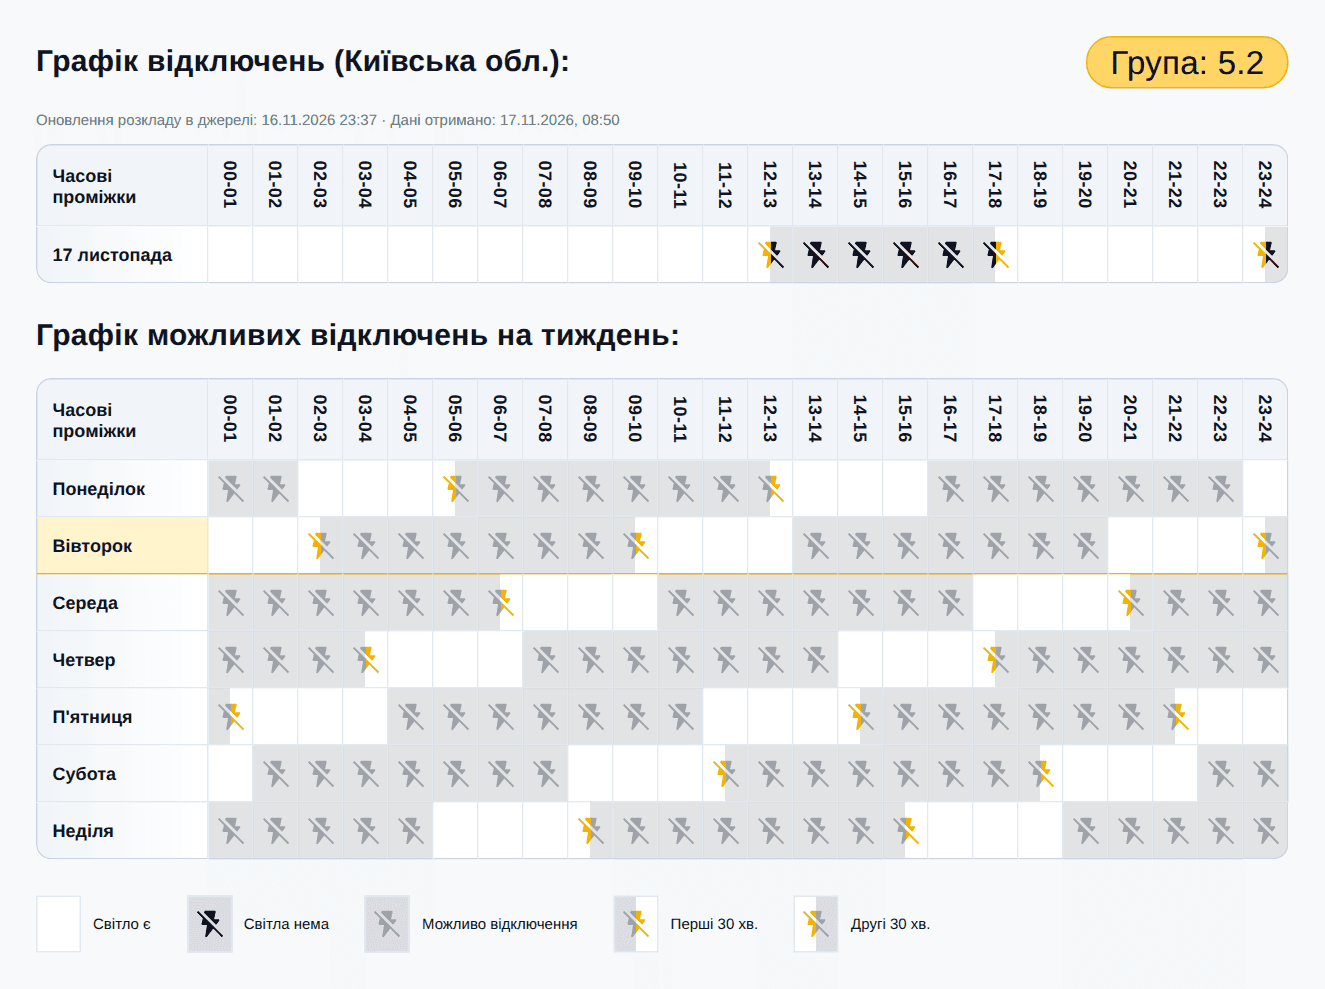 Графік відключень (Київська обл.):
Група: 5.2
Оновлення розкладу в джерелі: 16.11.2026 23:37 · Дані отримано: 17.11.2026, 08:50
Часові проміжки 00-01 01-02 02-03 03-04 04-05 05-06 06-07 07-08 08-09 09-10 10-11 11-12 12-13 13-14 14-15 15-16 16-17 17-18 18-19 19-20 20-21 21-22 22-23 23-24
17 листопада
Графік можливих відключень на тиждень:
Часові проміжки 00-01 01-02 02-03 03-04 04-05 05-06 06-07 07-08 08-09 09-10 10-11 11-12 12-13 13-14 14-15 15-16 16-17 17-18 18-19 19-20 20-21 21-22 22-23 23-24
Понеділок
Вівторок
Середа
Четвер
П'ятниця
Субота
Неділя
Світло є Світла нема Можливо відключення Перші 30 хв. Другі 30 хв.